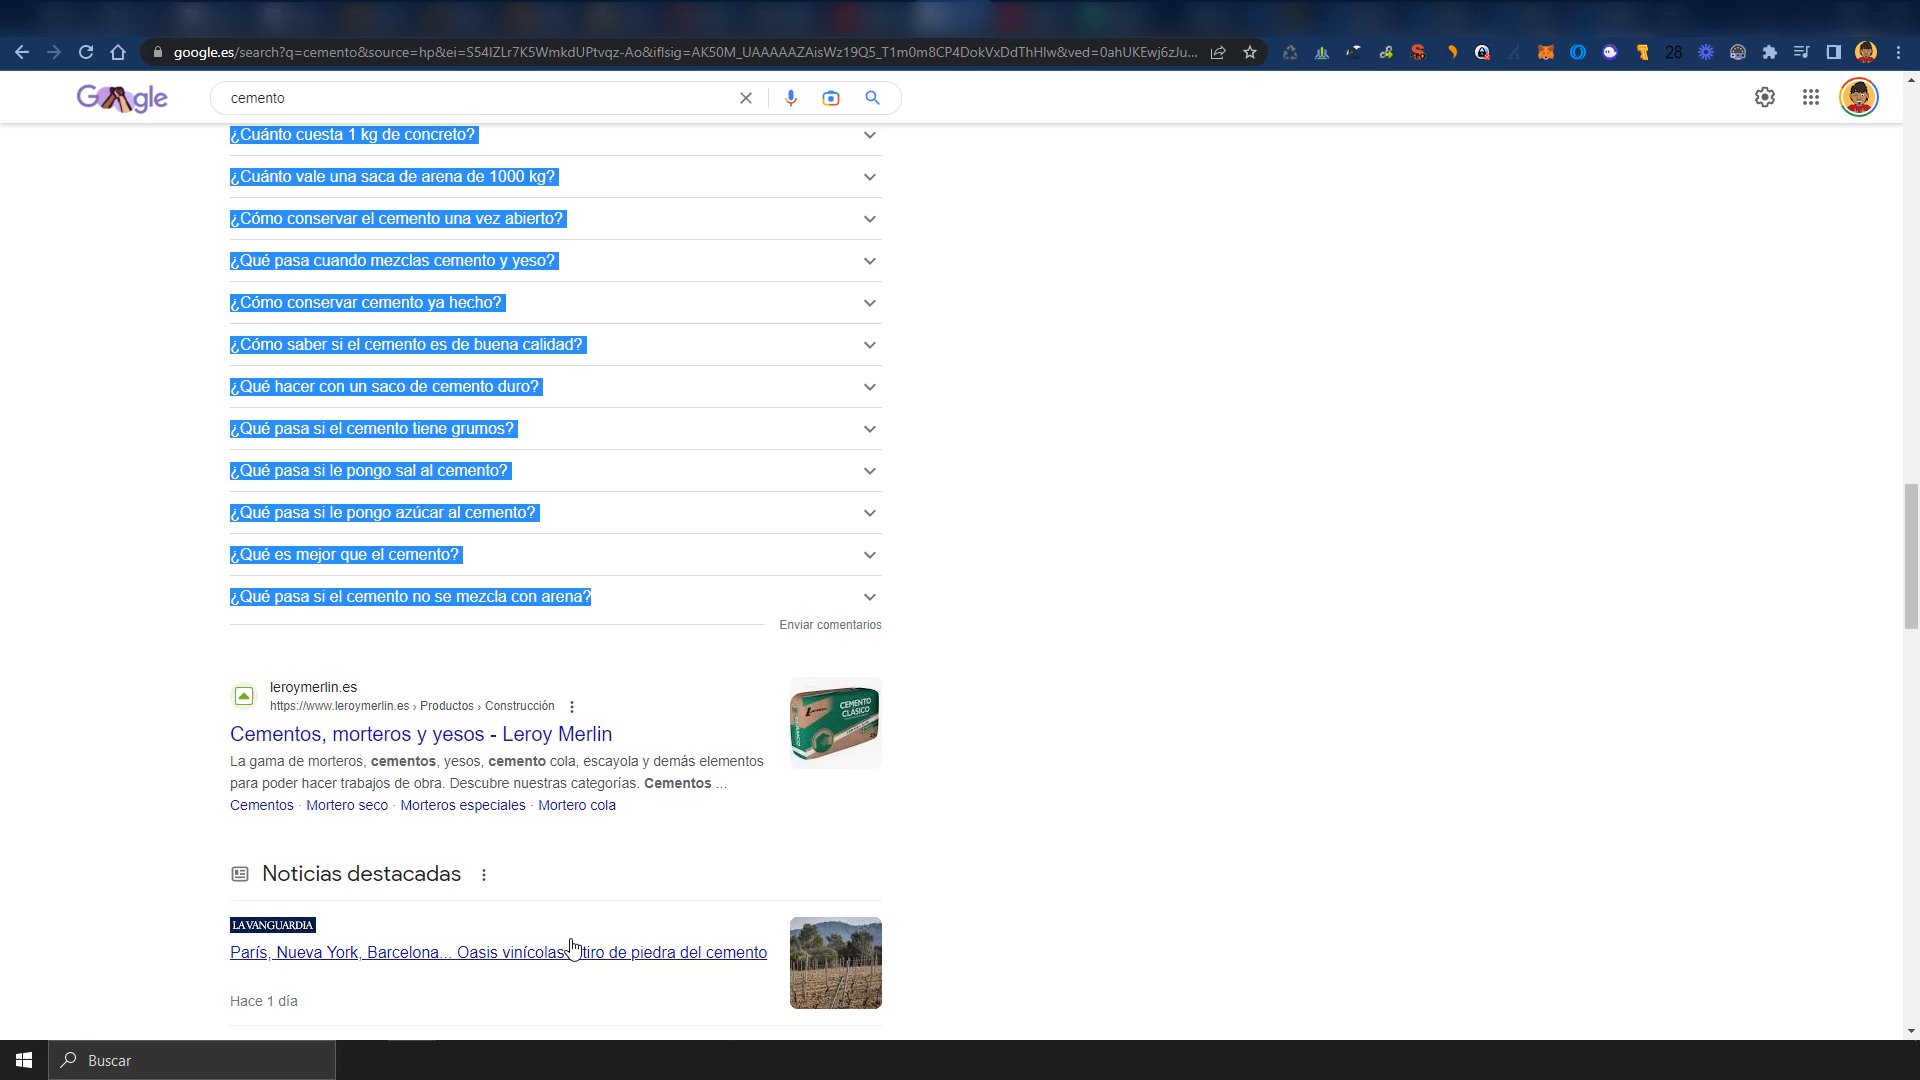 google.es/search?q=cemento&source=hp&ei=S54IZLr7K5WmkdUPtvqz-Ao&iflsig=AK50M_UAAAAAZAisWz19Q5_T1m0m8CP4DokVxDdThHIw&ved=0ahUKEwj6zJu...
28
Google
cemento
¿Cuánto cuesta 1 kg de concreto?
¿Cuánto vale una saca de arena de 1000 kg?
¿Cómo conservar el cemento una vez abierto?
¿Qué pasa cuando mezclas cemento y yeso?
¿Cómo conservar cemento ya hecho?
¿Cómo saber si el cemento es de buena calidad?
¿Qué hacer con un saco de cemento duro?
¿Qué pasa si el cemento tiene grumos?
¿Qué pasa si le pongo sal al cemento?
¿Qué pasa si le pongo azúcar al cemento?
¿Qué es mejor que el cemento?
¿Qué pasa si el cemento no se mezcla con arena?
Enviar comentarios
leroymerlin.es
https://www.leroymerlin.es › Productos › Construcción
Cementos, morteros y yesos - Leroy Merlin
La gama de morteros, cementos, yesos, cemento cola, escayola y demás elementos
para poder hacer trabajos de obra. Descubre nuestras categorías. Cementos ...
Cementos · Mortero seco · Morteros especiales · Mortero cola
CEMENTO
CLÁSICO
Noticias destacadas
LAVANGUARDIA
París, Nueva York, Barcelona... Oasis vinícolas tiro de piedra del cemento
Hace 1 día
Buscar